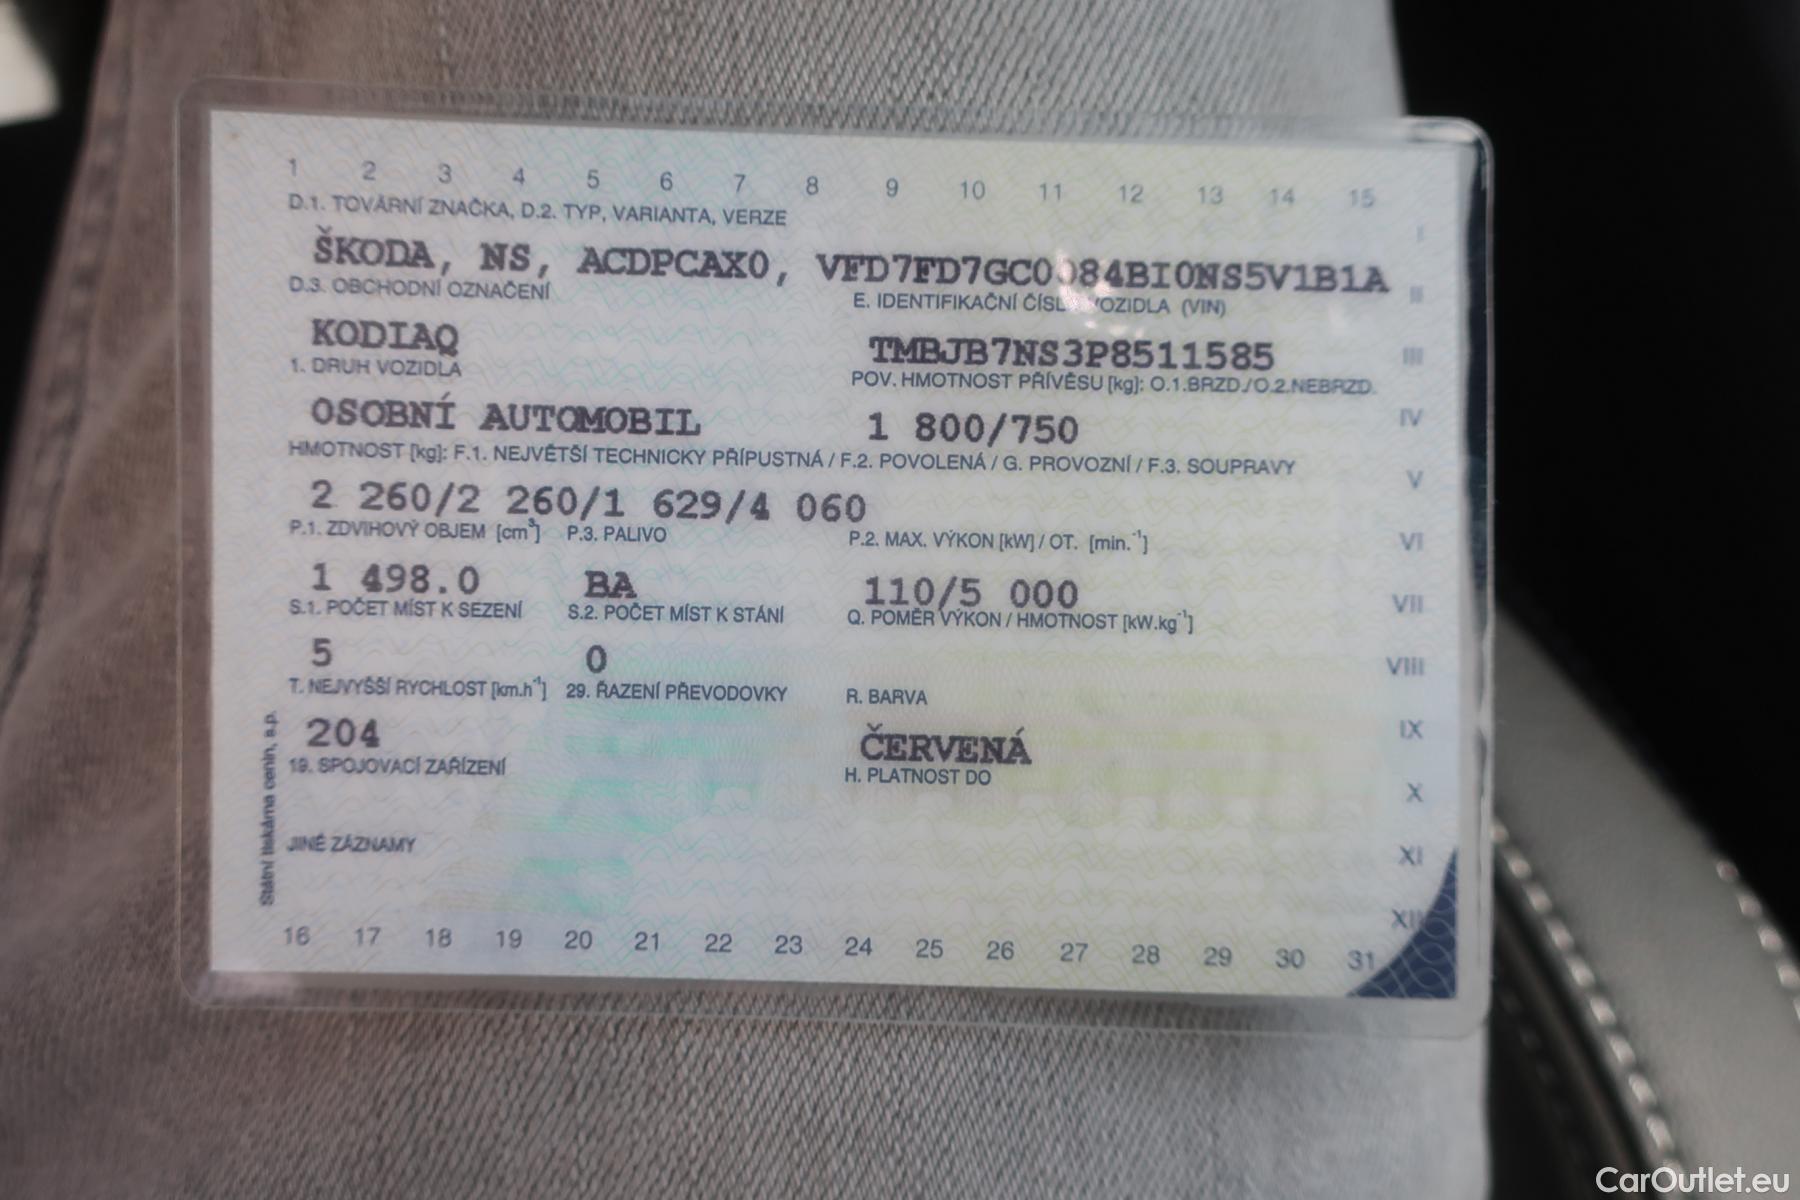 1 2 3 4 5 6 7 8 9 10 11 12 13 14 15
D.1. TOVÁRNÍ ZNAČKA, D.2. TYP, VARIANTA, VERZE
I
ŠKODA, NS, ACDPCAX0, VFD7FD7GC0084BI0NS5V1B1A
II
D.3. OBCHODNÍ OZNAČENÍ E. IDENTIFIKAČNÍ ČÍSL VOZIDLA (VIN)
KODIAQ TMBJB7NS3P8511585
III
1. DRUH VOZIDLA POV. HMOTNOST PŘÍVĚSU [kg]: O.1.BRZD./O.2.NEBRZD.
OSOBNÍ AUTOMOBIL 1 800/750
IV
HMOTNOST [kg]: F.1. NEJVĚTŠÍ TECHNICKY PŘÍPUSTNÁ / F.2. POVOLENÁ / G. PROVOZNÍ / F.3. SOUPRAVY
V
2 260/2 260/1 629/4 060
P.1. ZDVIHOVÝ OBJEM [cm³] P.3. PALIVO P.2. MAX. VÝKON [kW] / OT. [min.⁻¹]
VI
1 498.0 BA 110/5 000
VII
S.1. POČET MÍST K SEZENÍ S.2. POČET MÍST K STÁNÍ Q. POMĚR VÝKON / HMOTNOST [kW.kg⁻¹]
5 0
VIII
T. NEJVYŠŠÍ RYCHLOST [km.h⁻¹] 29. ŘAZENÍ PŘEVODOVKY R. BARVA
204 ČERVENÁ
IX
19. SPOJOVACÍ ZAŘÍZENÍ H. PLATNOST DO
X
JINÉ ZÁZNAMY
XI
XII
Státní tiskárna cenin, s.p.
16 17 18 19 20 21 22 23 24 25 26 27 28 29 30 31
CarOutlet.eu